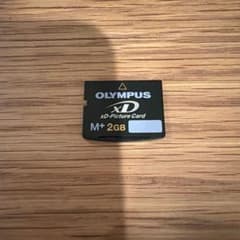 OLYMPUS
xD
xD-Picture Card
M+ 2GB